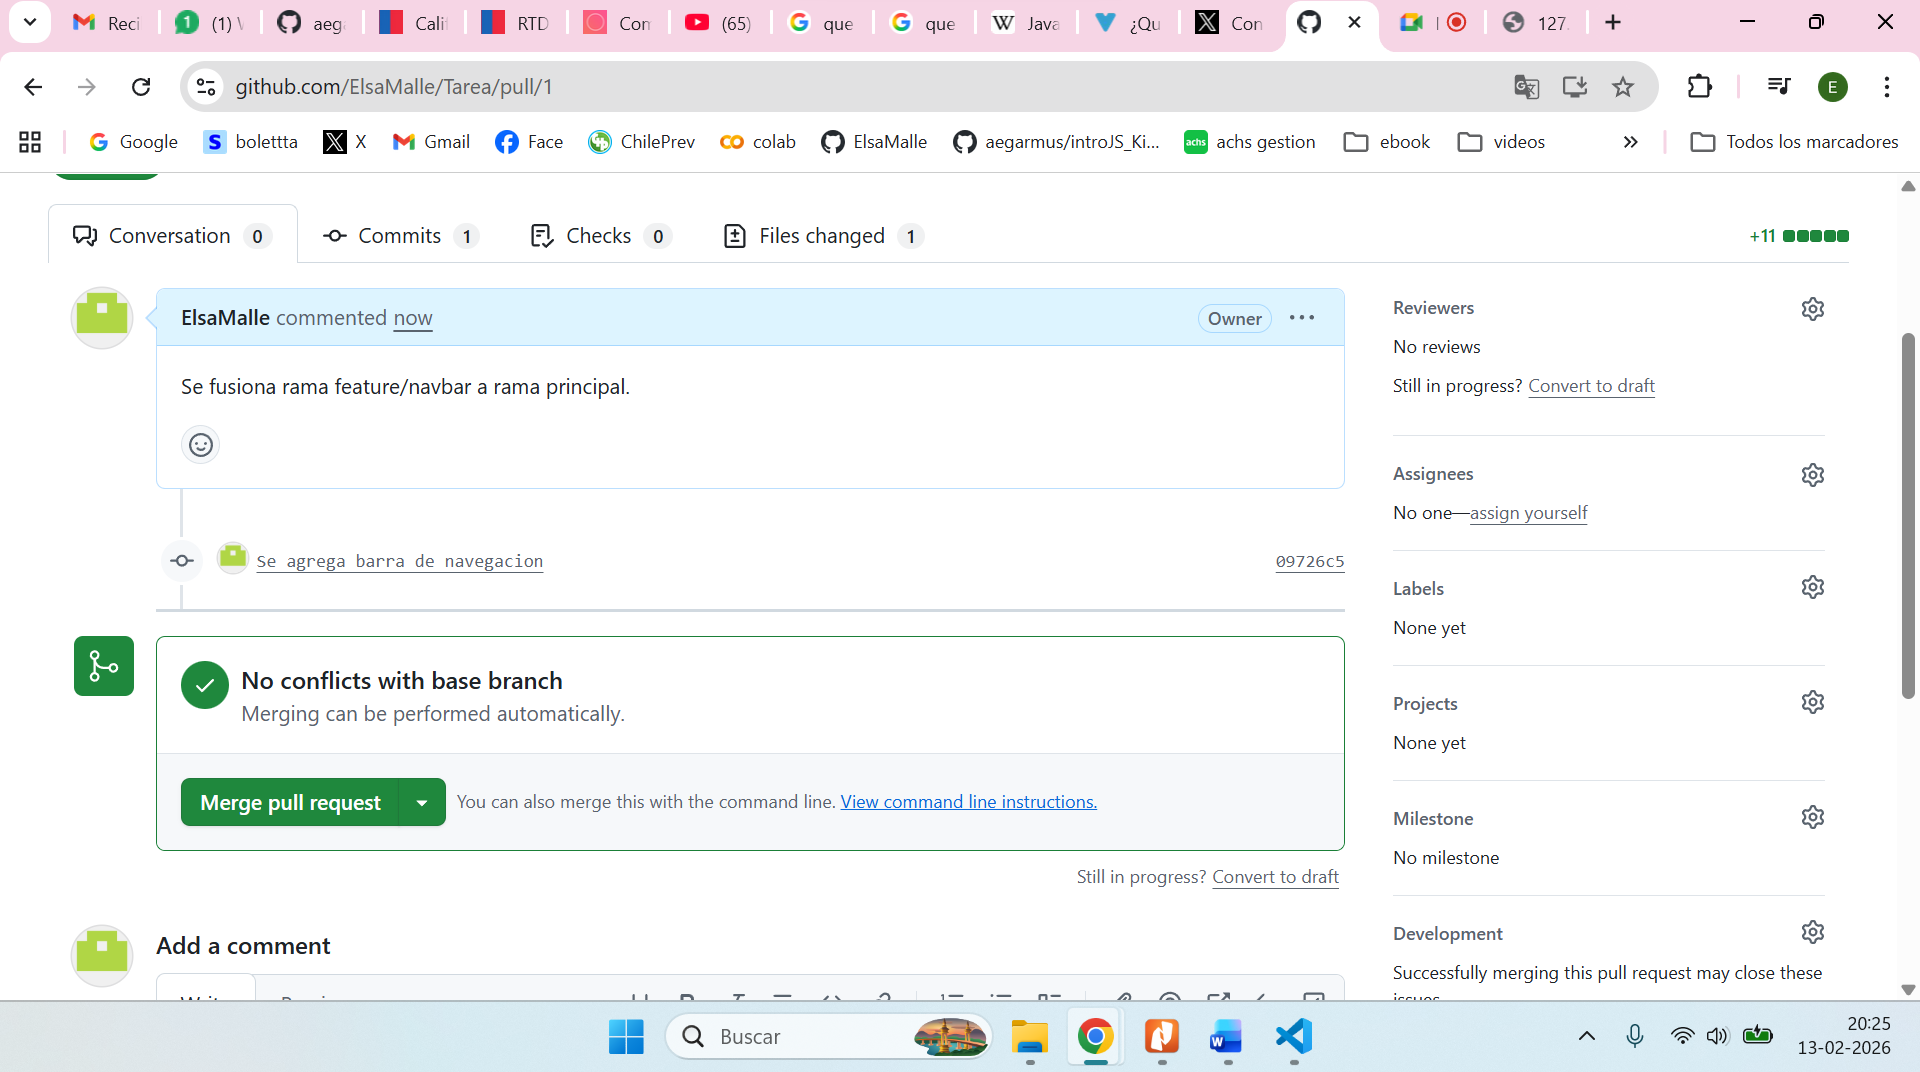 Reci
(1) W
aega
Cali
RTD
Com
(65)
que
que
Java
¿Qu
Con
127.
github.com/ElsaMalle/Tarea/pull/1
E
Google
bolettta
X
Gmail
Face
ChilePrev
colab
ElsaMalle
aegarmus/introJS_Ki...
achs gestion
ebook
videos
Todos los marcadores
Conversation 0
Commits 1
Checks 0
Files changed 1
+11
ElsaMalle commented now
Owner
Se fusiona rama feature/navbar a rama principal.
Se agrega barra de navegacion
09726c5
No conflicts with base branch
Merging can be performed automatically.
Merge pull request
You can also merge this with the command line. View command line instructions.
Still in progress? Convert to draft
Add a comment
Reviewers
No reviews
Still in progress? Convert to draft
Assignees
No one—assign yourself
Labels
None yet
Projects
None yet
Milestone
No milestone
Development
Successfully merging this pull request may close these
issues.
Buscar
20:25
13-02-2026